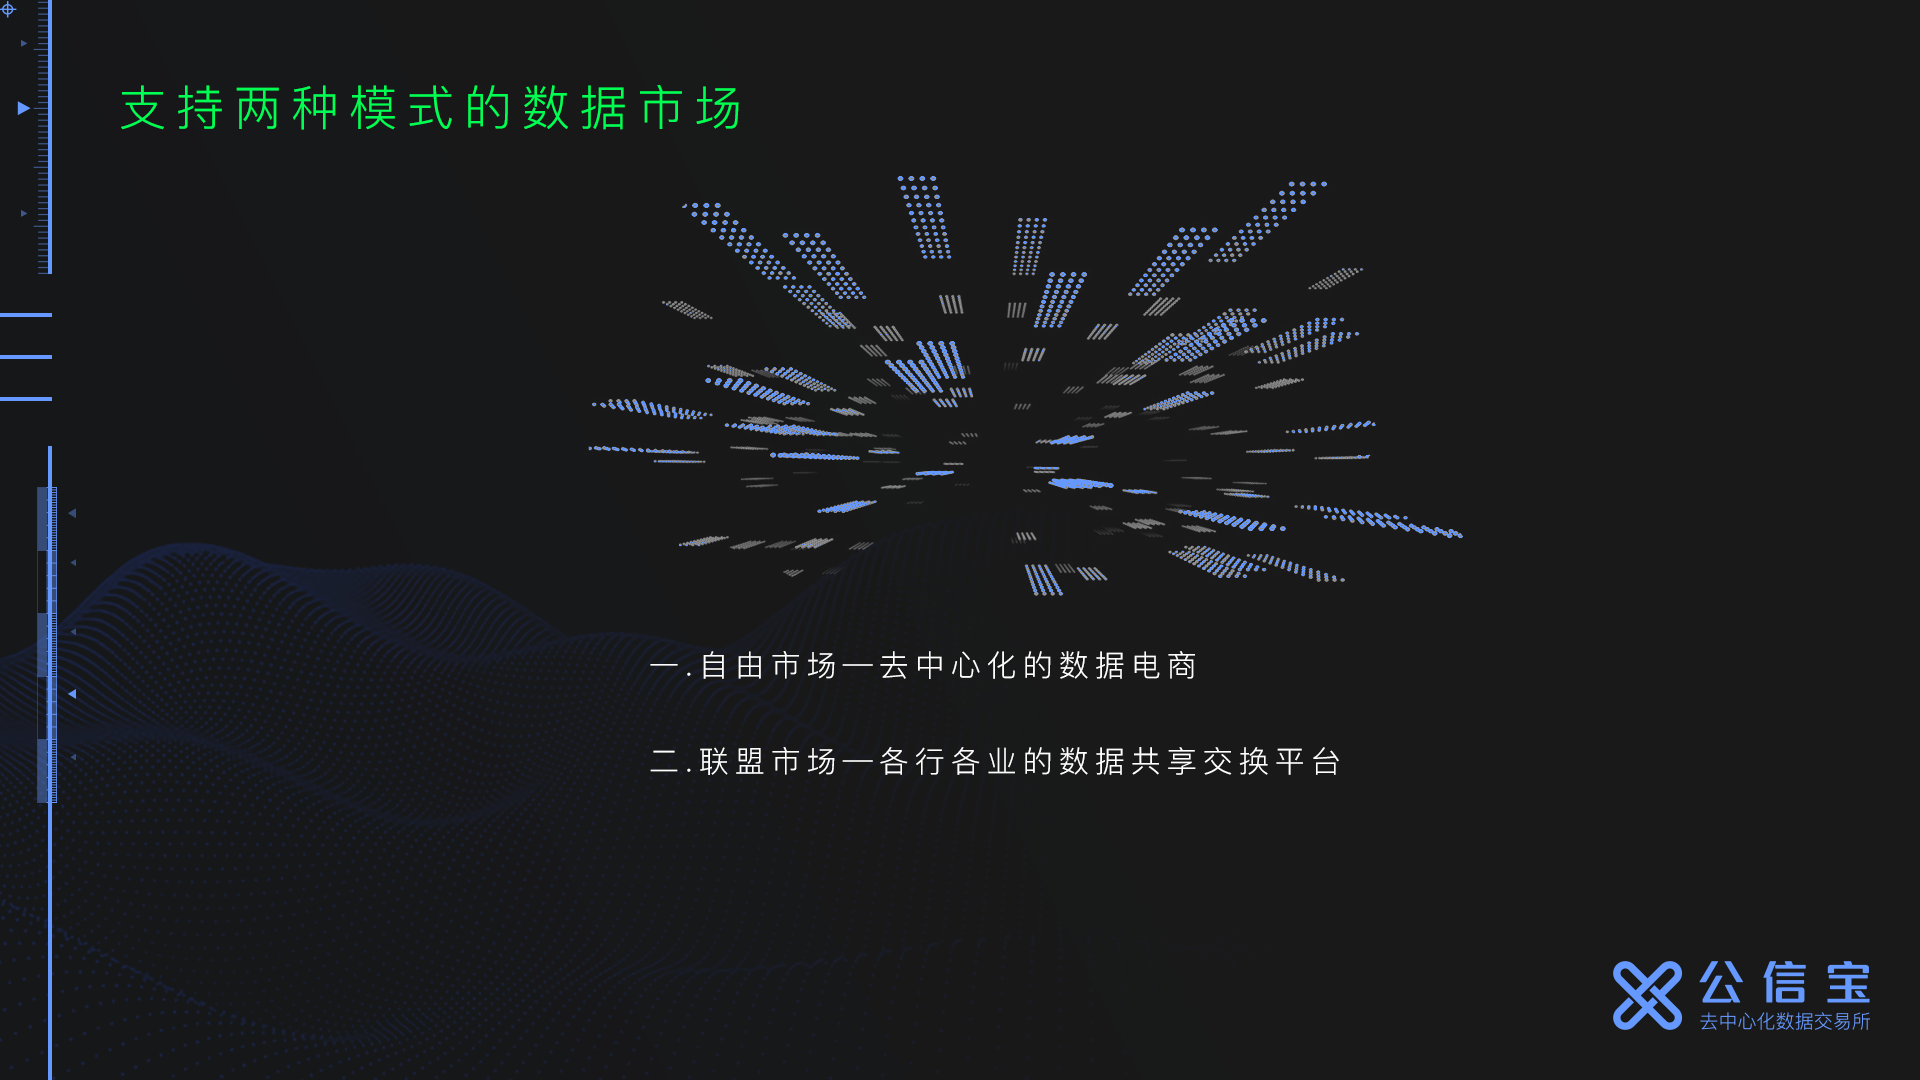 支持两种模式的数据市场
一.自由市场—去中心化的数据电商
二.联盟市场—各行各业的数据共享交换平台
公信宝
去中心化数据交易所